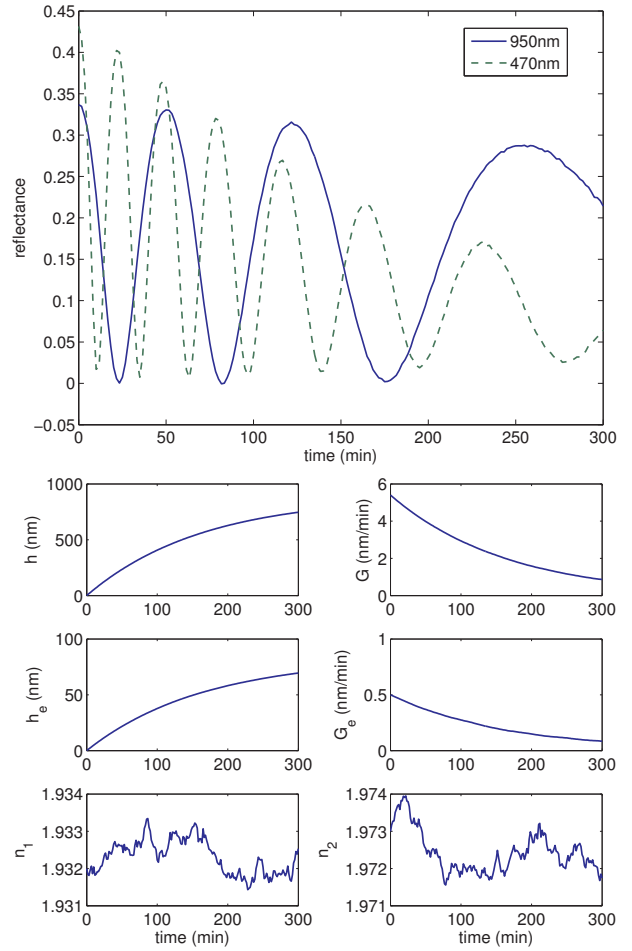 0.45
0.4
0.35
0.3
0.25
0.2
0.15
0.1
0.05
0
−0.05
reflectance
950nm
470nm
0 50 100 150 200 250 300
time (min)
1000
500
0
h (nm)
0 100 200 300
6
4
2
0
G (nm/min)
0 100 200 300
100
50
0
h_e (nm)
0 100 200 300
1
0.5
0
G_e (nm/min)
0 100 200 300
1.934
1.933
1.932
1.931
n_1
0 100 200 300
time (min)
1.974
1.973
1.972
1.971
n_2
0 100 200 300
time (min)